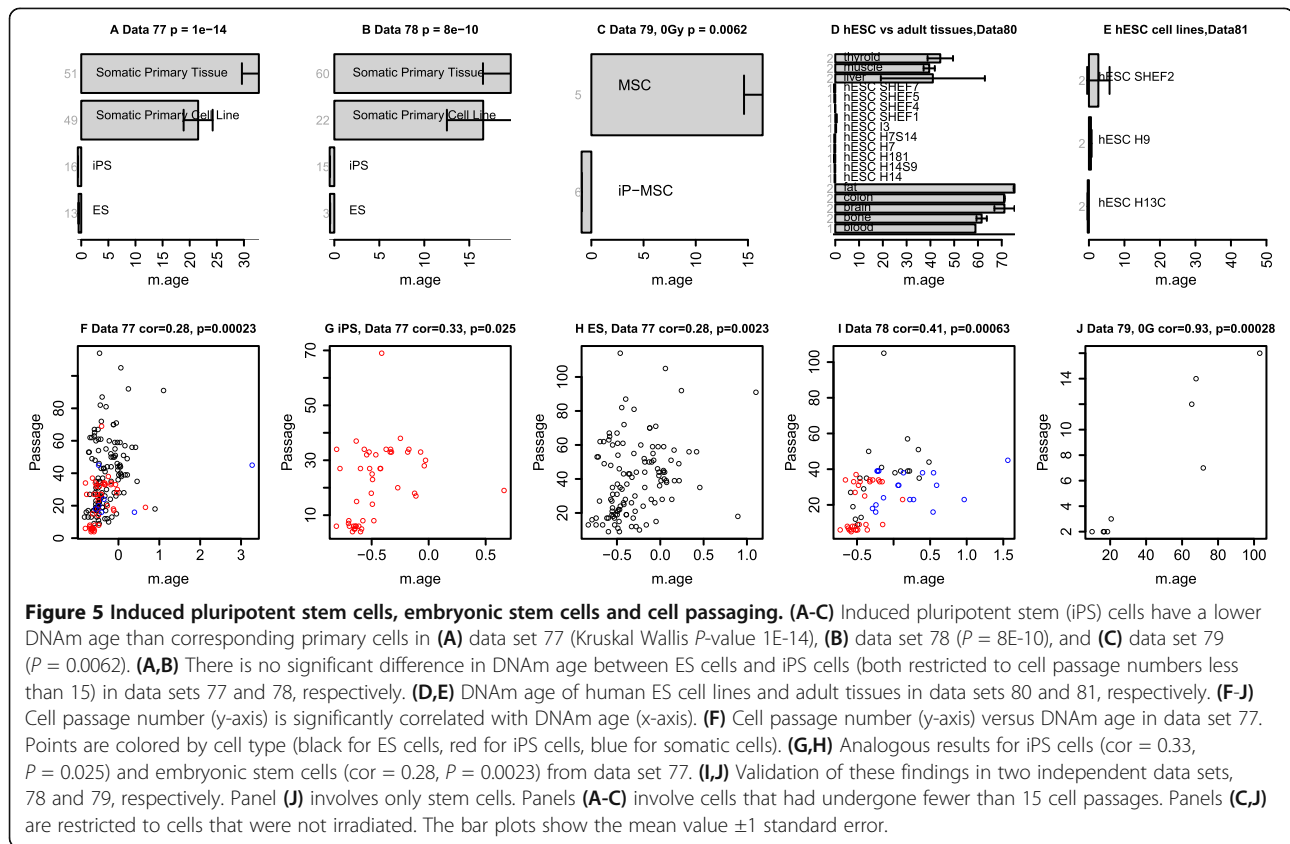 A Data 77 p = 1e−14
51 Somatic Primary Tissue
49 Somatic Primary Cell Line
16 iPS
13 ES
0 10 20 30
m.age
B Data 78 p = 8e−10
60 Somatic Primary Tissue
22 Somatic Primary Cell Line
15 iPS
3 ES
0 5 10 15
m.age
C Data 79, 0Gy p = 0.0062
5 MSC
6 iP−MSC
0 5 10 15
m.age
D hESC vs adult tissues,Data80
2 thyroid
2 muscle
2 liver
1 hESC SHEF7
1 hESC SHEF5
1 hESC SHEF4
1 hESC SHEF1
1 hESC I3
1 hESC H7S14
1 hESC H7
1 hESC H181
1 hESC H14S9
1 hESC H14
2 fat
2 colon
2 brain
2 bone
1 blood
0 10 20 30 40 50 60 70
m.age
E hESC cell lines,Data81
2 hESC SHEF2
2 hESC H9
2 hESC H13C
0 10 20 30 40 50
m.age
F Data 77 cor=0.28, p=0.00023
Passage
0 20 40 60 80
0 1 2 3
m.age
G iPS, Data 77 cor=0.33, p=0.025
Passage
10 30 50 70
−0.5 0.0 0.5
m.age
H ES, Data 77 cor=0.28, p=0.0023
Passage
20 40 60 80 100
−0.5 0.0 0.5 1.0
m.age
I Data 78 cor=0.41, p=0.00063
Passage
20 40 60 80 100
−0.5 0.0 0.5 1.0 1.5
m.age
J Data 79, 0G cor=0.93, p=0.00028
Passage
2 4 6 8 10 14
20 40 60 80 100
m.age
Figure 5 Induced pluripotent stem cells, embryonic stem cells and cell passaging. (A-C) Induced pluripotent stem (iPS) cells have a lower
DNAm age than corresponding primary cells in (A) data set 77 (Kruskal Wallis P-value 1E-14), (B) data set 78 (P = 8E-10), and (C) data set 79
(P = 0.0062). (A,B) There is no significant difference in DNAm age between ES cells and iPS cells (both restricted to cell passage numbers less
than 15) in data sets 77 and 78, respectively. (D,E) DNAm age of human ES cell lines and adult tissues in data sets 80 and 81, respectively. (F-J)
Cell passage number (y-axis) is significantly correlated with DNAm age (x-axis). (F) Cell passage number (y-axis) versus DNAm age in data set 77.
Points are colored by cell type (black for ES cells, red for iPS cells, blue for somatic cells). (G,H) Analogous results for iPS cells (cor = 0.33,
P = 0.025) and embryonic stem cells (cor = 0.28, P = 0.0023) from data set 77. (I,J) Validation of these findings in two independent data sets,
78 and 79, respectively. Panel (J) involves only stem cells. Panels (A-C) involve cells that had undergone fewer than 15 cell passages. Panels (C,J)
are restricted to cells that were not irradiated. The bar plots show the mean value ±1 standard error.